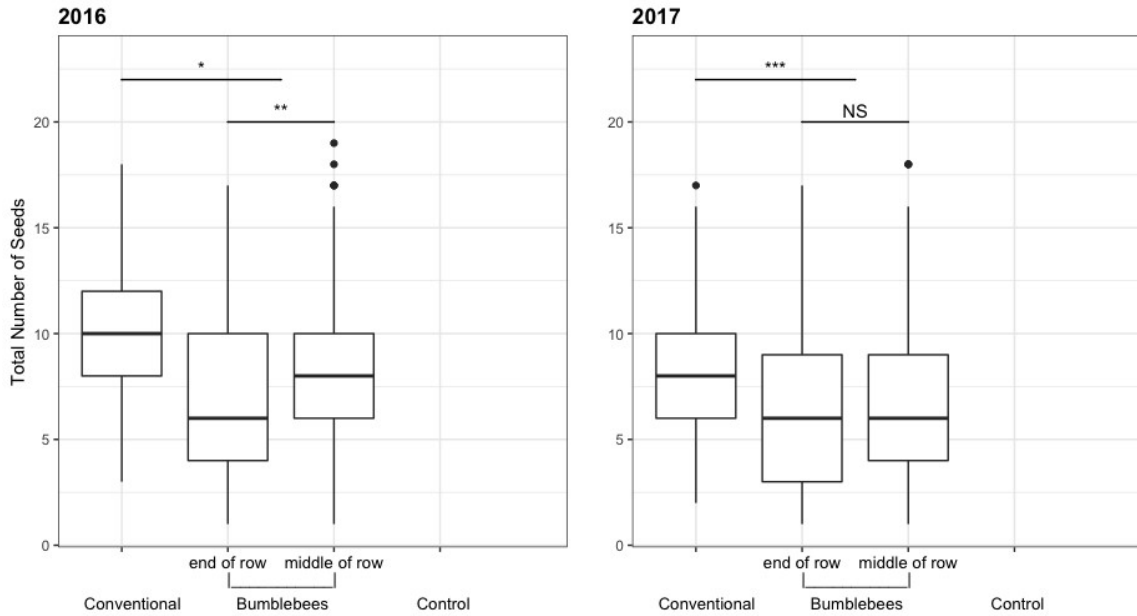 2016
2017
*
***
**
NS
Total Number of Seeds
20
15
10
5
0
20
15
10
5
0
end of row middle of row
end of row middle of row
Conventional Bumblebees Control
Conventional Bumblebees Control